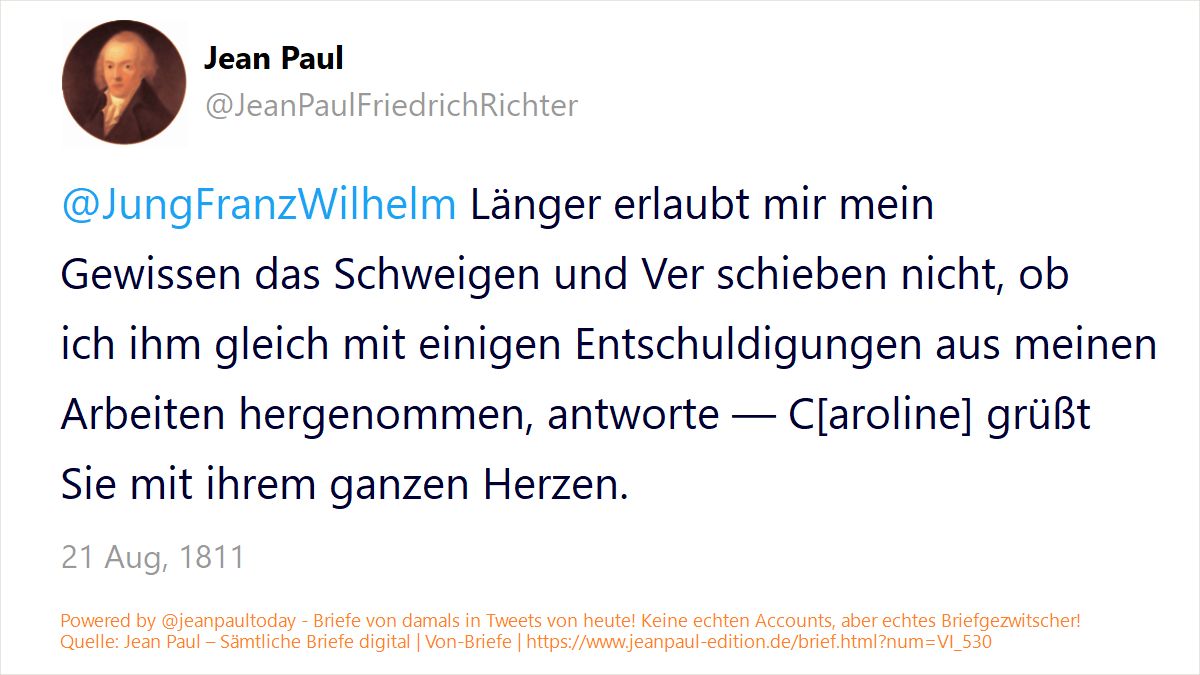 Jean Paul
@JeanPaulFriedrichRichter
@JungFranzWilhelm Länger erlaubt mir mein
Gewissen das Schweigen und Ver schieben nicht, ob
ich ihm gleich mit einigen Entschuldigungen aus meinen
Arbeiten hergenommen, antworte — C[aroline] grüßt
Sie mit ihrem ganzen Herzen.
21 Aug, 1811
Powered by @jeanpaultoday - Briefe von damals in Tweets von heute! Keine echten Accounts, aber echtes Briefgezwitscher!
Quelle: Jean Paul – Sämtliche Briefe digital | Von-Briefe | https://www.jeanpaul-edition.de/brief.html?num=VI_530